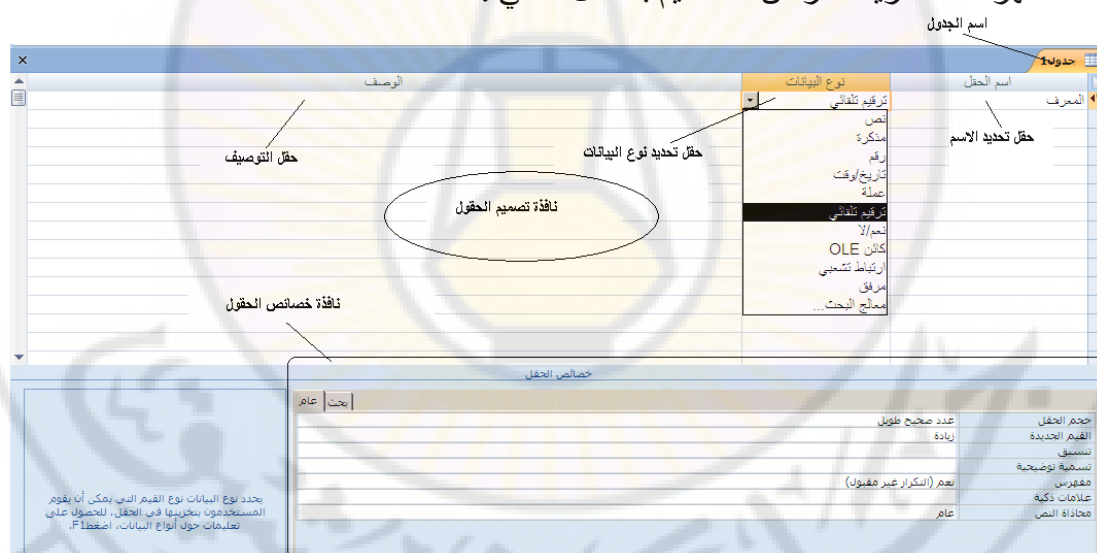 اسم الجدول
جدول1
اسم الحقل نوع البيانات الوصف
المعرف ترقيم تلقائي
نص
مذكرة
رقم
تاريخ/وقت
عملة
ترقيم تلقائي
نعم/لا
كائن OLE
ارتباط تشعبي
مرفق
معالج البحث...
حقل تحديد الاسم
حقل تحديد نوع البيانات
حقل التوصيف
نافذة تصميم الحقول
نافذة خصائص الحقول
خصائص الحقل
عام بحث
حجم الحقل عدد صحيح طويل
القيم الجديدة زيادة
تنسيق
تسمية توضيحية
مفهرس نعم (التكرار غير مقبول)
علامات ذكية
محاذاة النص عام
يحدد نوع البيانات نوع القيم التي يمكن أن يقوم
المستخدمون بتخزينها في الحقل. للحصول على
تعليمات حول أنواع البيانات، اضغط F1.